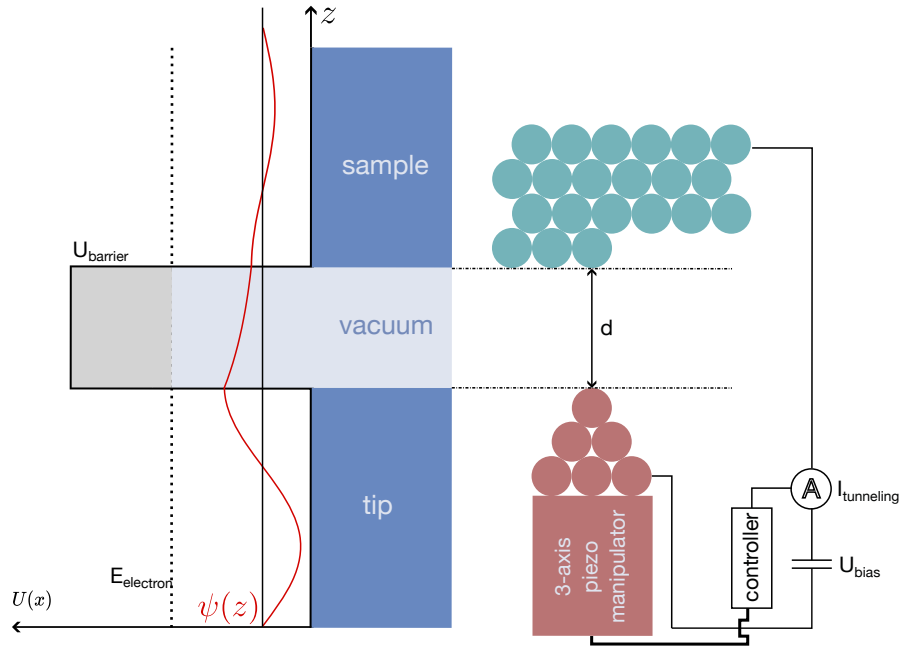 z
sample
U_barrier
vacuum
d
tip
A
I_tunneling
controller
U_bias
3-axis
piezo
manipulator
E_electron
U(x)
ψ(z)